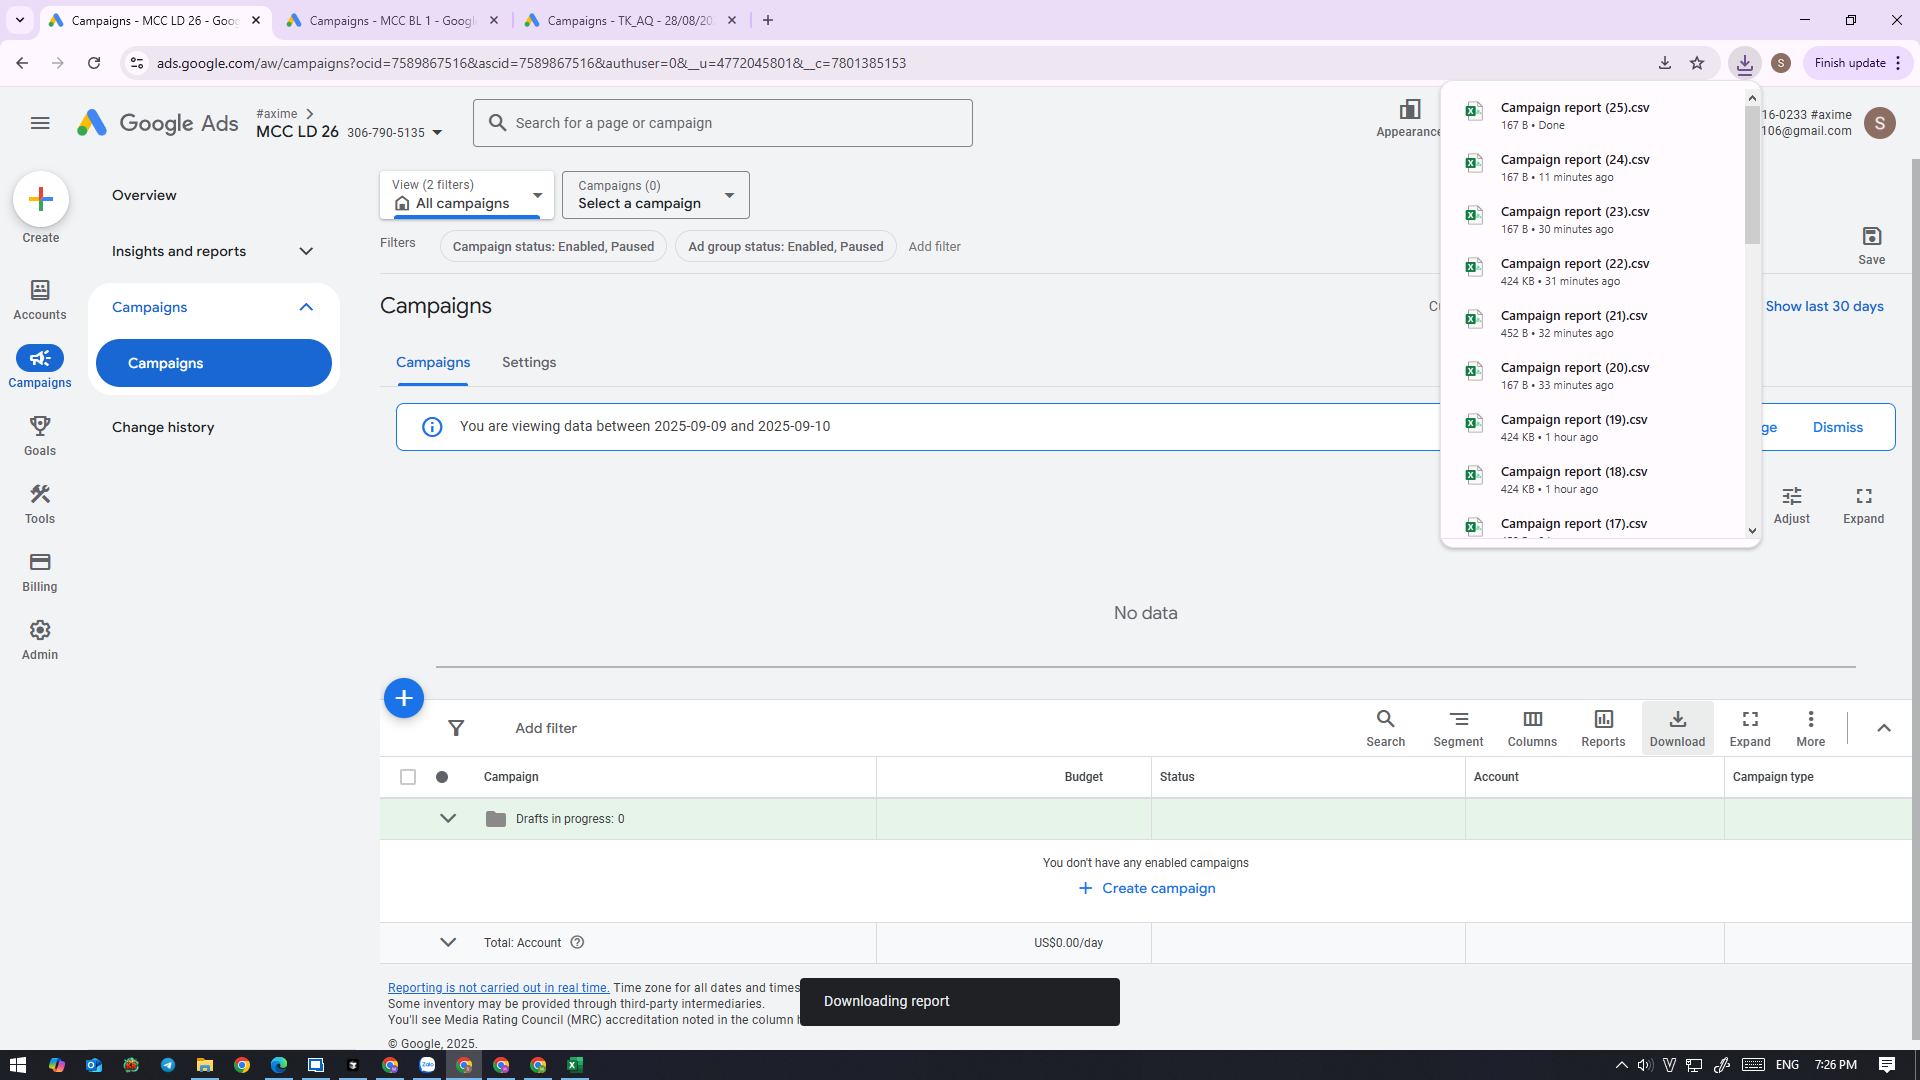 Campaigns - MCC LD 26 - Goog
Campaigns - MCC BL 1 - Google
Campaigns - TK_AQ - 28/08/20
ads.google.com/aw/campaigns?ocid=7589867516&ascid=7589867516&authuser=0&__u=4772045801&__c=7801385153
S
Finish update
Google Ads
#axime
MCC LD 26 306-790-5135
Search for a page or campaign
Appearance
16-0233 #axime
106@gmail.com
S
Campaign report (25).csv
167 B • Done
Campaign report (24).csv
167 B • 11 minutes ago
Campaign report (23).csv
167 B • 30 minutes ago
Campaign report (22).csv
424 KB • 31 minutes ago
Campaign report (21).csv
452 B • 32 minutes ago
Campaign report (20).csv
167 B • 33 minutes ago
Campaign report (19).csv
424 KB • 1 hour ago
Campaign report (18).csv
424 KB • 1 hour ago
Campaign report (17).csv
Create
Accounts
Campaigns
Goals
Tools
Billing
Admin
Overview
Insights and reports
Campaigns
Campaigns
Change history
View (2 filters)
All campaigns
Campaigns (0)
Select a campaign
Filters
Campaign status: Enabled, Paused
Ad group status: Enabled, Paused
Add filter
Save
Campaigns
Show last 30 days
Campaigns
Settings
You are viewing data between 2025-09-09 and 2025-09-10
ge
Dismiss
Adjust
Expand
No data
Add filter
Search
Segment
Columns
Reports
Download
Expand
More
Campaign
Budget
Status
Account
Campaign type
Drafts in progress: 0
You don't have any enabled campaigns
Create campaign
Total: Account
US$0.00/day
Reporting is not carried out in real time. Time zone for all dates and times
Some inventory may be provided through third-party intermediaries.
You'll see Media Rating Council (MRC) accreditation noted in the column h
© Google, 2025.
Downloading report
Zalo
ENG
7:26 PM